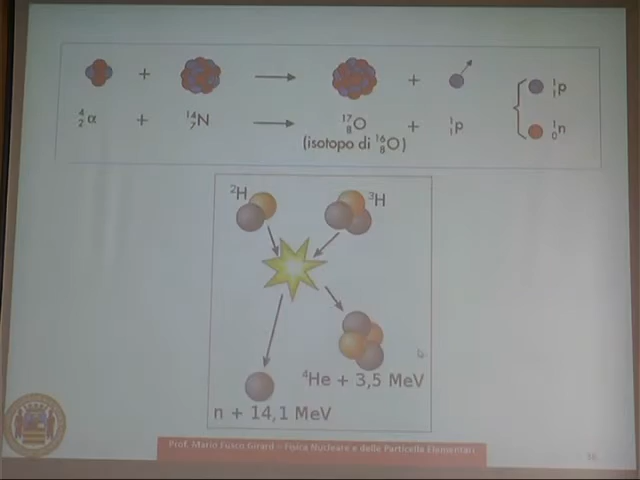 + → + ¹₁p
⁴₂α + ¹⁴₇N → ¹⁷₈O + ¹₁p ¹₀n
(isotopo di ¹⁶₈O)
²H ³H
⁴He + 3,5 MeV
n + 14,1 MeV
Prof. Mario Fusco Girard – Fisica Nucleare e delle Particelle Elementari